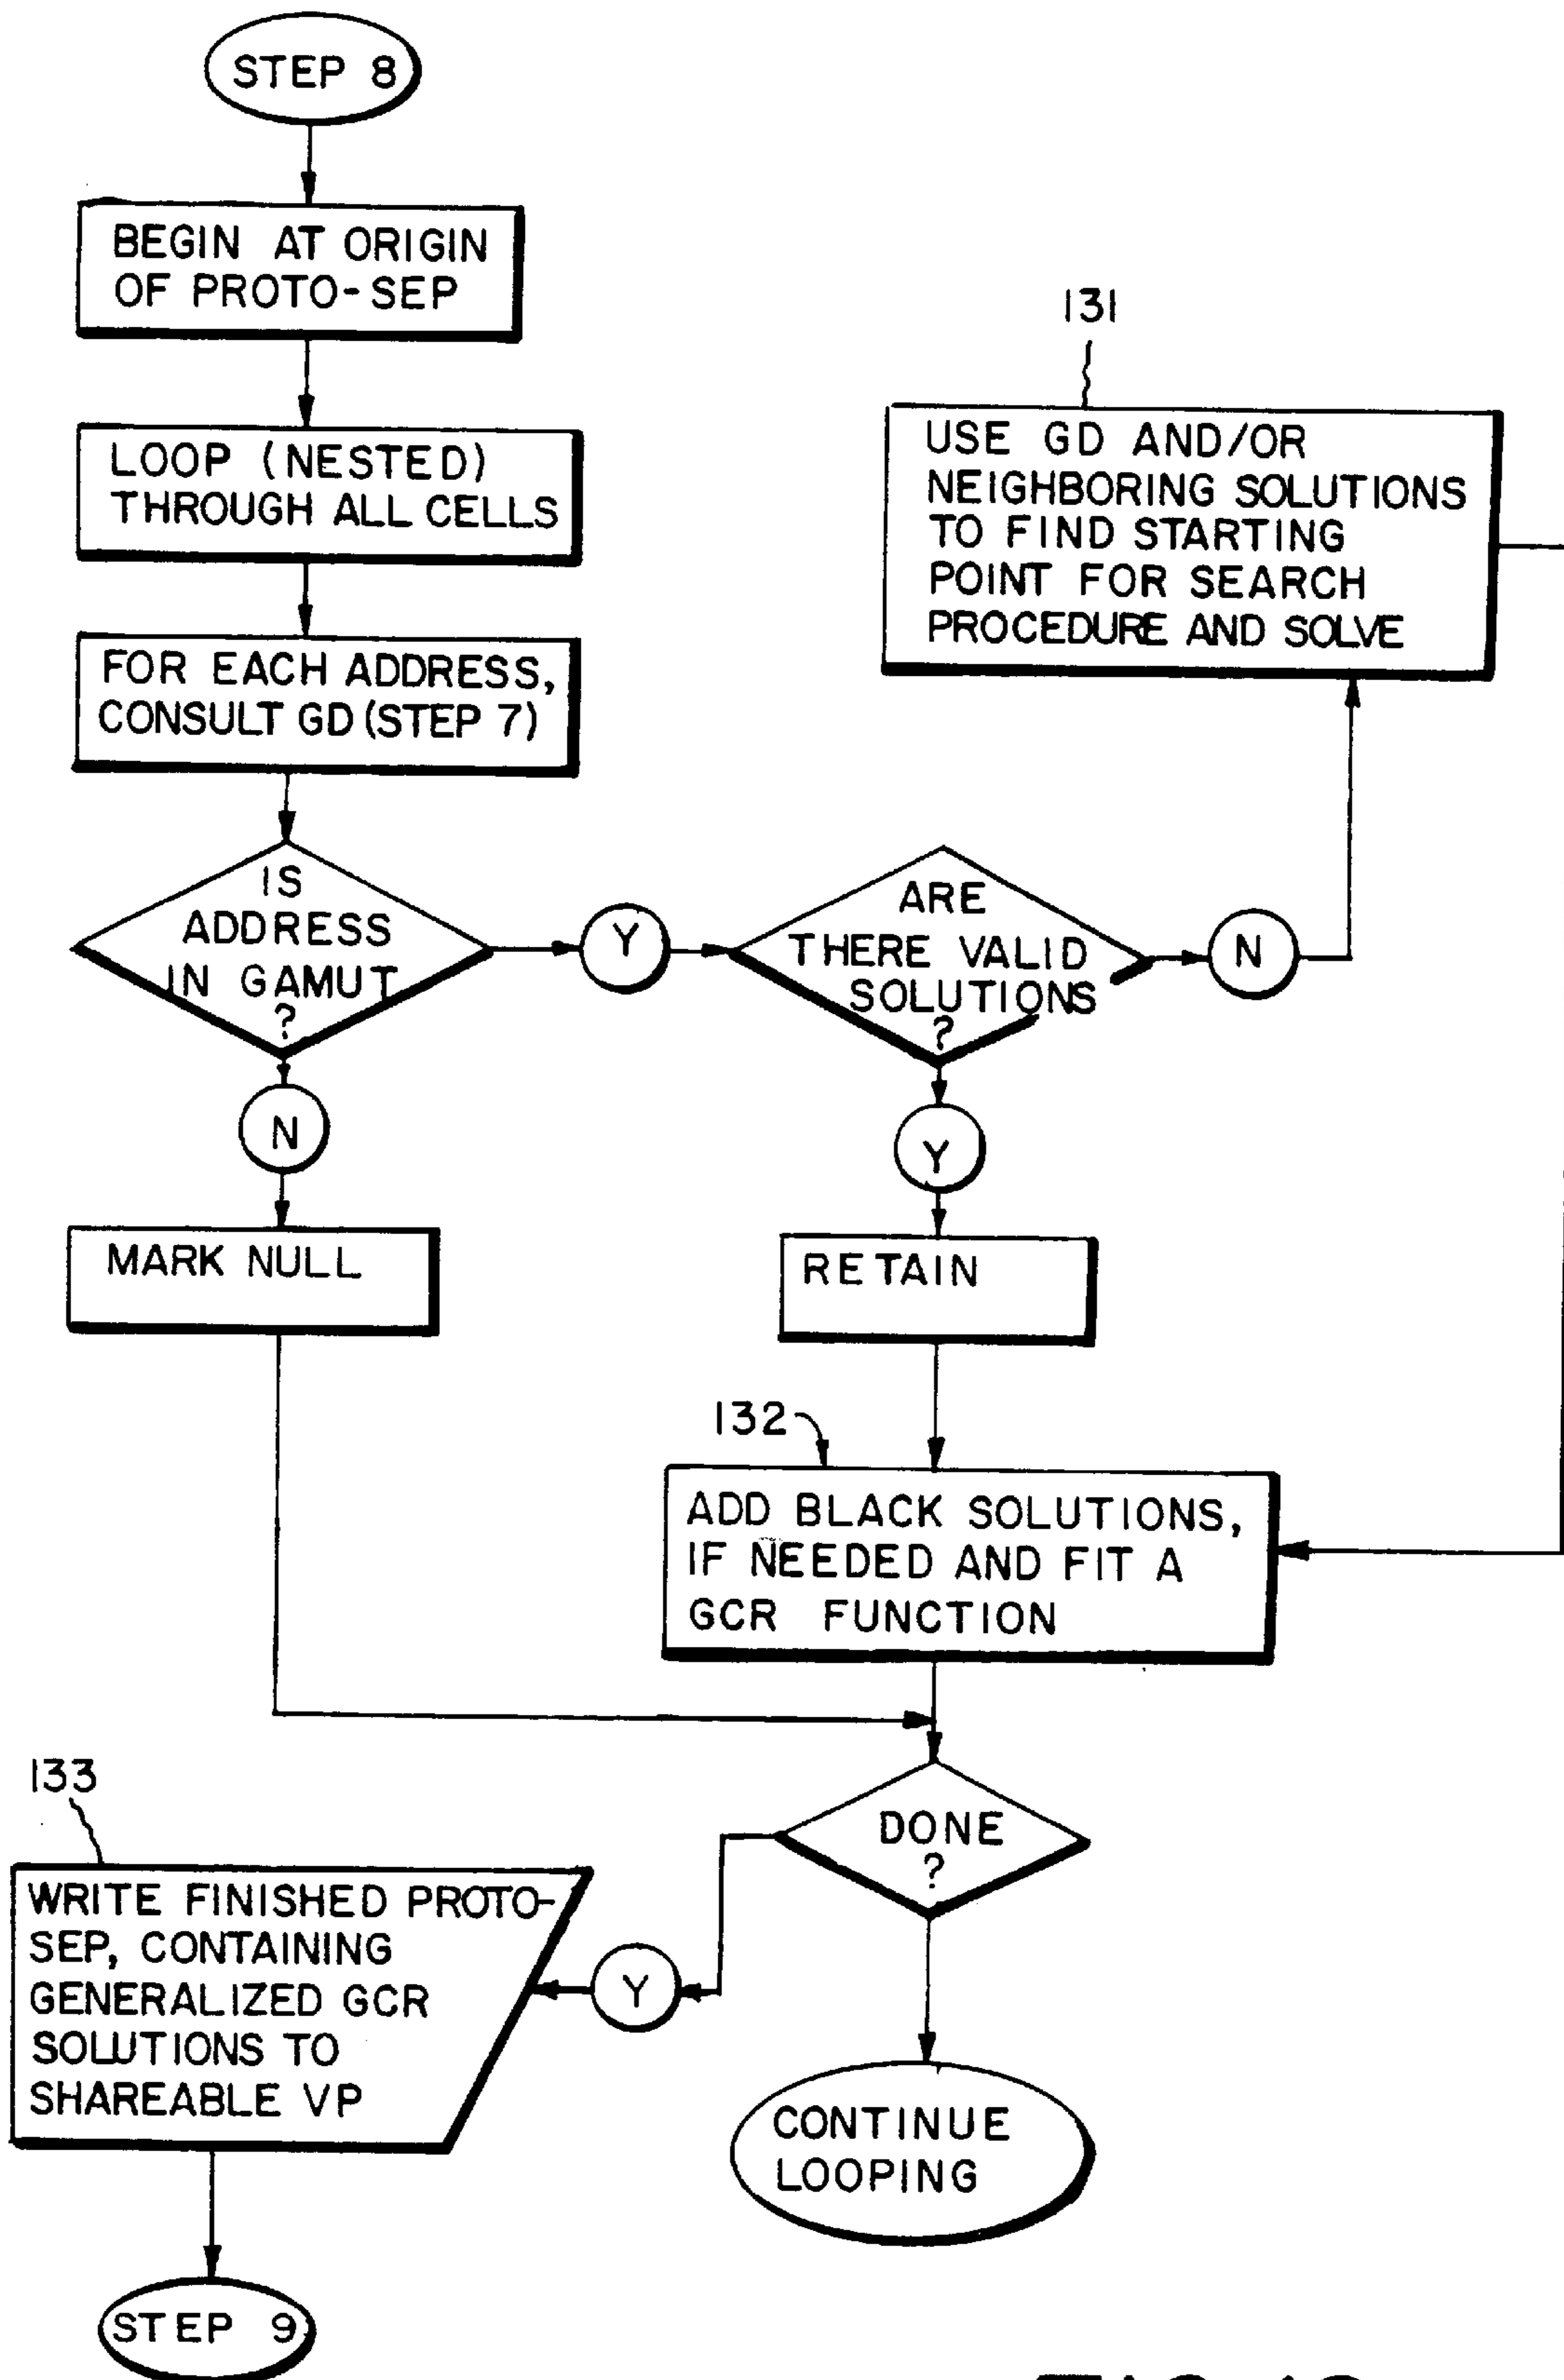 STEP 8
BEGIN AT ORIGIN
OF PROTO-SEP
LOOP (NESTED)
THROUGH ALL CELLS
FOR EACH ADDRESS,
CONSULT GD (STEP 7)
131
USE GD AND/OR
NEIGHBORING SOLUTIONS
TO FIND STARTING
POINT FOR SEARCH
PROCEDURE AND SOLVE
IS
ADDRESS
IN GAMUT
?
Y
ARE
THERE VALID
SOLUTIONS
?
N
N
Y
MARK NULL
RETAIN
132
ADD BLACK SOLUTIONS,
IF NEEDED AND FIT A
GCR FUNCTION
DONE
?
133
WRITE FINISHED PROTO-
SEP, CONTAINING
GENERALIZED GCR
SOLUTIONS TO
SHAREABLE VP
Y
CONTINUE
LOOPING
STEP 9